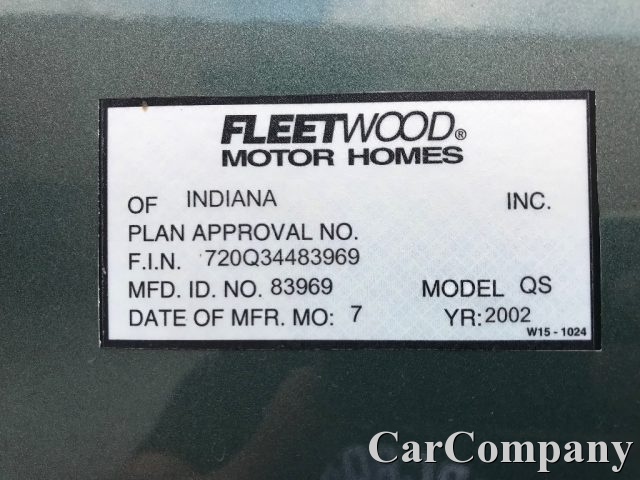 FLEETWOOD®
MOTOR HOMES
OF INDIANA INC.
PLAN APPROVAL NO.
F.I.N. 720Q34483969
MFD. ID. NO. 83969 MODEL QS
DATE OF MFR. MO: 7 YR: 2002
W15 - 1024
CarCompany